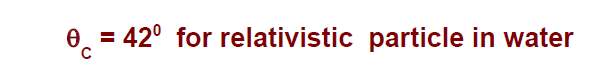 θc = 42⁰ for relativistic particle in water